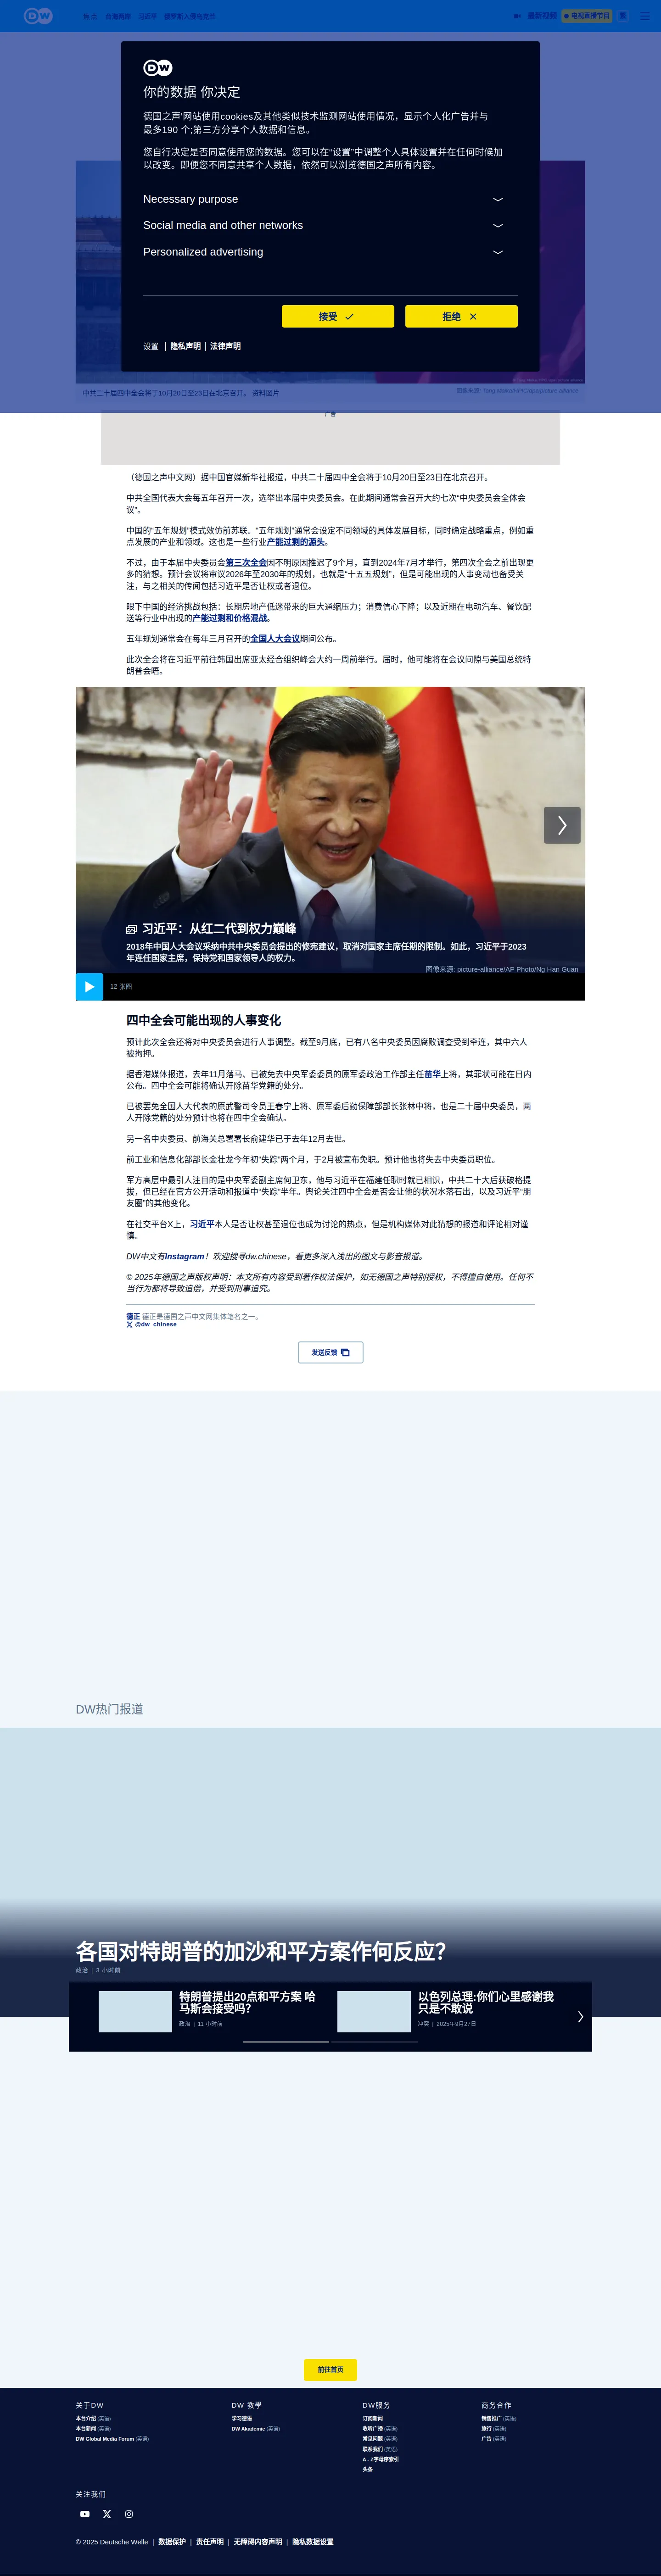 DW
热点 台海两岸 习近平 俄罗斯入侵乌克兰
最新视频 电视直播节目 繁
DW
你的数据 你决定
德国之声'网站使用cookies及其他类似技术监测网站使用情况，显示个人化广告并与
最多190 个;第三方分享个人数据和信息。
您自行决定是否同意使用您的数据。您可以在“设置”中调整个人具体设置并在任何时候加
以改变。即便您不同意共享个人数据，依然可以浏览德国之声所有内容。
Necessary purpose
Social media and other networks
Personalized advertising
接受
拒绝
设置 | 隐私声明 | 法律声明
中共二十届四中全会将于10月20日至23日在北京召开。 资料图片
广告
（德国之声中文网）据中国官媒新华社报道，中共二十届四中全会将于10月20日至23日在北京召开。
中共全国代表大会每五年召开一次，选举出本届中央委员会。在此期间通常会召开大约七次“中央委员会全体会
议”。
中国的“五年规划”模式效仿前苏联。“五年规划”通常会设定不同领域的具体发展目标，同时确定战略重点，例如重
点发展的产业和领域。这也是一些行业产能过剩的源头。
不过，由于本届中央委员会第三次全会因不明原因推迟了9个月，直到2024年7月才举行，第四次全会之前出现更
多的猜想。预计会议将审议2026年至2030年的规划，也就是“十五五规划”，但是可能出现的人事变动也备受关
注，与之相关的传闻包括习近平是否让权或者退位。
眼下中国的经济挑战包括：长期房地产低迷带来的巨大通缩压力；消费信心下降；以及近期在电动汽车、餐饮配
送等行业中出现的产能过剩和价格混战。
五年规划通常会在每年三月召开的全国人大会议期间公布。
此次全会将在习近平前往韩国出席亚太经合组织峰会大约一周前举行。届时，他可能将在会议间隙与美国总统特
朗普会晤。
习近平：从红二代到权力巅峰
2018年中国人大会议采纳中共中央委员会提出的修宪建议，取消对国家主席任期的限制。如此，习近平于2023
年连任国家主席，保持党和国家领导人的权力。
图像来源: picture-alliance/AP Photo/Ng Han Guan
12 张图
四中全会可能出现的人事变化
预计此次全会还将对中央委员会进行人事调整。截至9月底，已有八名中央委员因腐败调查受到牵连，其中六人
被拘押。
据香港媒体报道，去年11月落马、已被免去中央军委委员的原军委政治工作部主任苗华上将，其罪状可能在日内
公布。四中全会可能将确认开除苗华党籍的处分。
已被罢免全国人大代表的原武警司令员王春宁上将、原军委后勤保障部部长张林中将，也是二十届中央委员，两
人开除党籍的处分预计也将在四中全会确认。
另一名中央委员、前海关总署署长俞建华已于去年12月去世。
前工业和信息化部部长金壮龙今年初“失踪”两个月，于2月被宣布免职。预计他也将失去中央委员职位。
军方高层中最引人注目的是中央军委副主席何卫东，他与习近平在福建任职时就已相识，中共二十大后获破格提
拔，但已经在官方公开活动和报道中“失踪”半年。舆论关注四中全会是否会让他的状况水落石出，以及习近平“朋
友圈”的其他变化。
在社交平台X上，习近平本人是否让权甚至退位也成为讨论的热点，但是机构媒体对此猜想的报道和评论相对谨
慎。
DW中文有Instagram！欢迎搜寻dw.chinese，看更多深入浅出的图文与影音报道。
© 2025年德国之声版权声明：本文所有内容受到著作权法保护，如无德国之声特别授权，不得擅自使用。任何不
当行为都将导致追偿，并受到刑事追究。
德正 德正是德国之声中文网集体笔名之一。
@dw_chinese
发送反馈
DW热门报道
各国对特朗普的加沙和平方案作何反应？
政治 | 3 小时前
特朗普提出20点和平方案 哈
马斯会接受吗？
政治 | 11 小时前
以色列总理:你们心里感谢我
只是不敢说
冲突 | 2025年9月27日
前往首页
关于DW
本台介绍 (英语)
本台新闻 (英语)
DW Global Media Forum (英语)
DW 教學
学习德语
DW Akademie (英语)
DW服务
订阅新闻
收听广播 (英语)
常见问题 (英语)
联系我们 (英语)
A - Z字母序索引
头条
商务合作
销售推广 (英语)
旅行 (英语)
广告 (英语)
关注我们
© 2025 Deutsche Welle | 数据保护 | 责任声明 | 无障碍内容声明 | 隐私数据设置